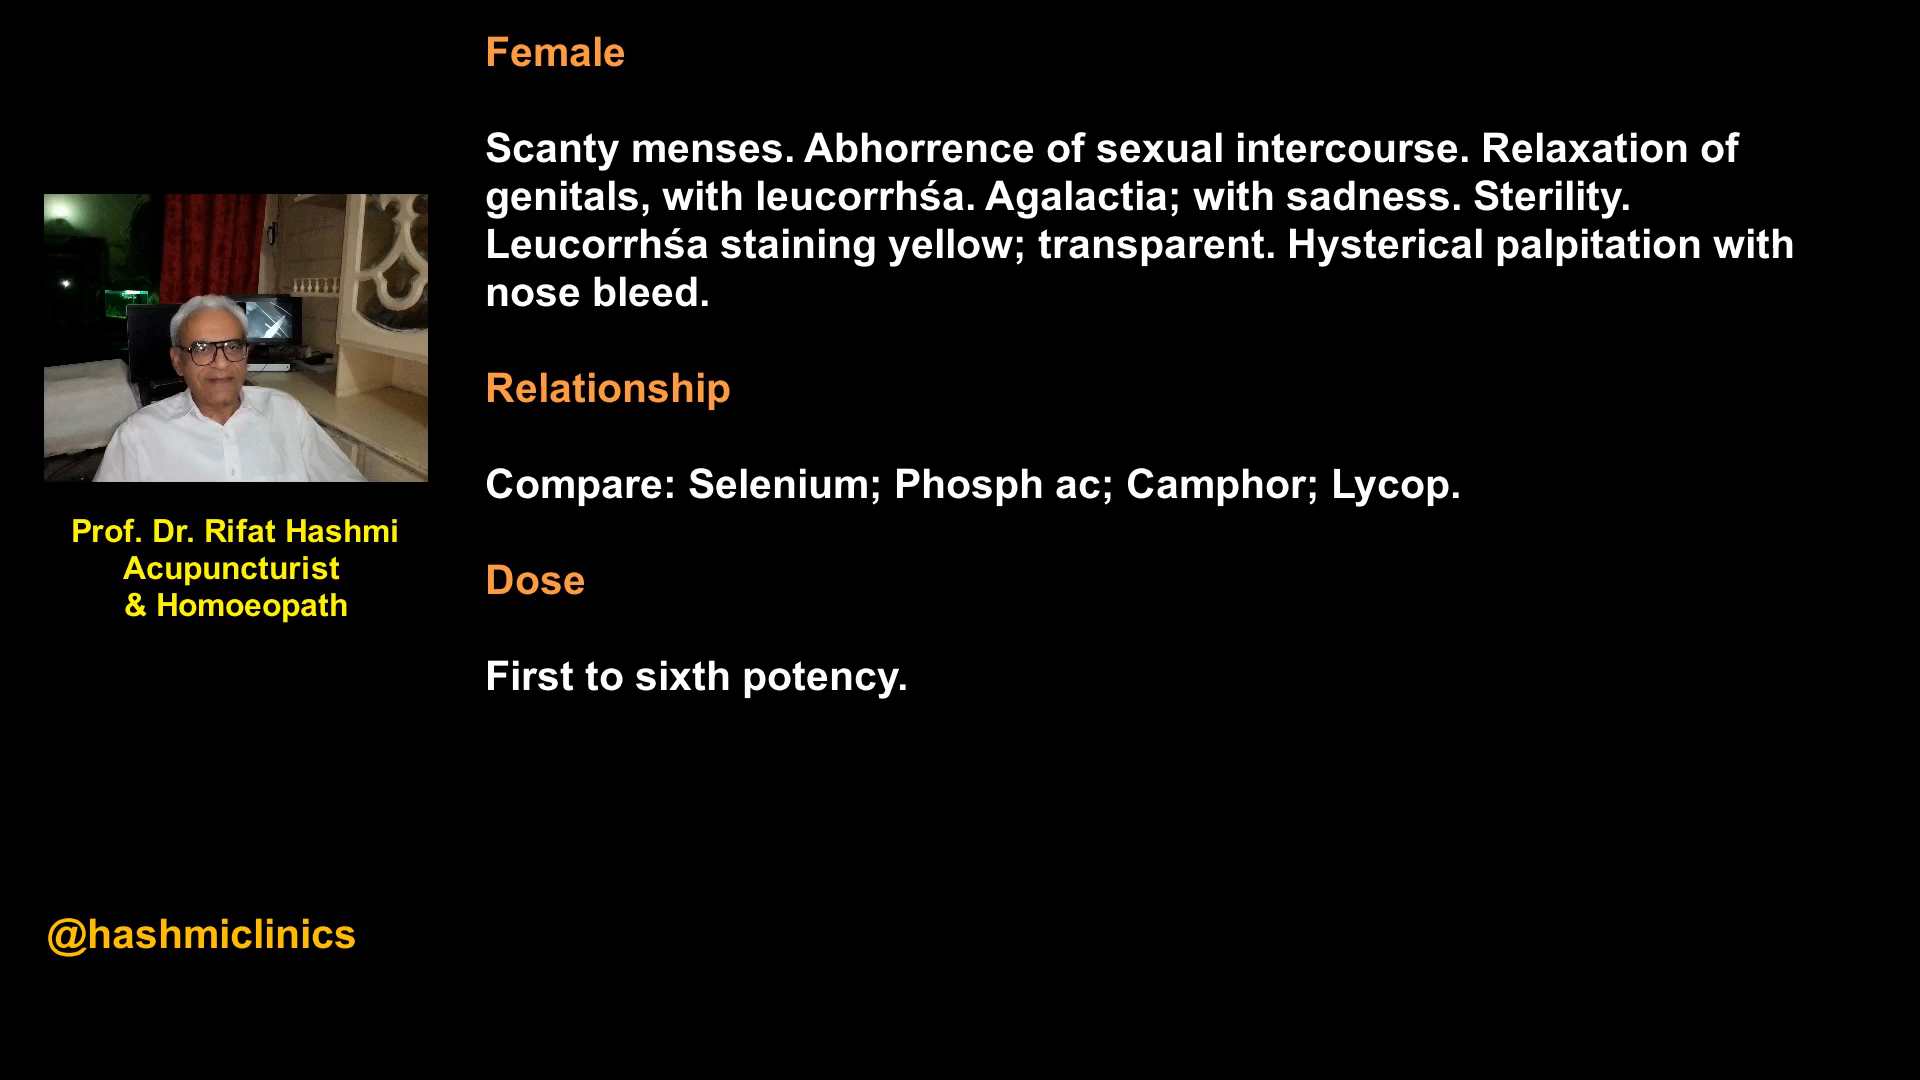 Female
Scanty menses. Abhorrence of sexual intercourse. Relaxation of
genitals, with leucorrhśa. Agalactia; with sadness. Sterility.
Leucorrhśa staining yellow; transparent. Hysterical palpitation with
nose bleed.
Relationship
Compare: Selenium; Phosph ac; Camphor; Lycop.
Dose
First to sixth potency.
Prof. Dr. Rifat Hashmi
Acupuncturist
& Homoeopath
@hashmiclinics